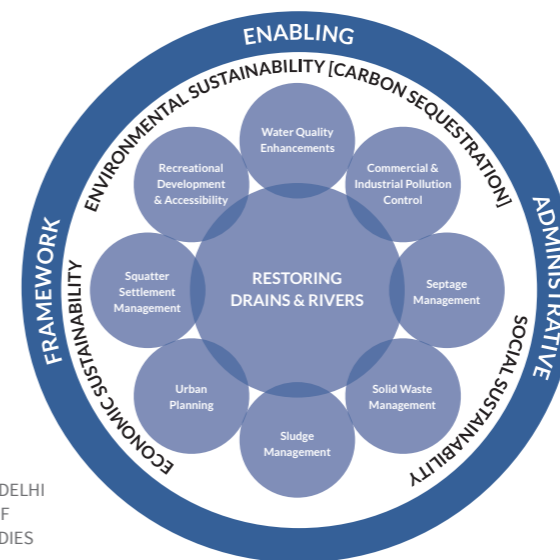 ENABLING
ADMINISTRATIVE
FRAMEWORK
ENVIRONMENTAL SUSTAINABILITY [CARBON SEQUESTRATION]
SOCIAL SUSTAINABILITY
ECONOMIC SUSTAINABILITY
Water Quality
Enhancements
Commercial &
Industrial Pollution
Control
Septage
Management
Solid Waste
Management
Sludge
Management
Urban
Planning
Squatter
Settlement
Management
Recreational
Development
& Accessibility
RESTORING
DRAINS & RIVERS
DELHI